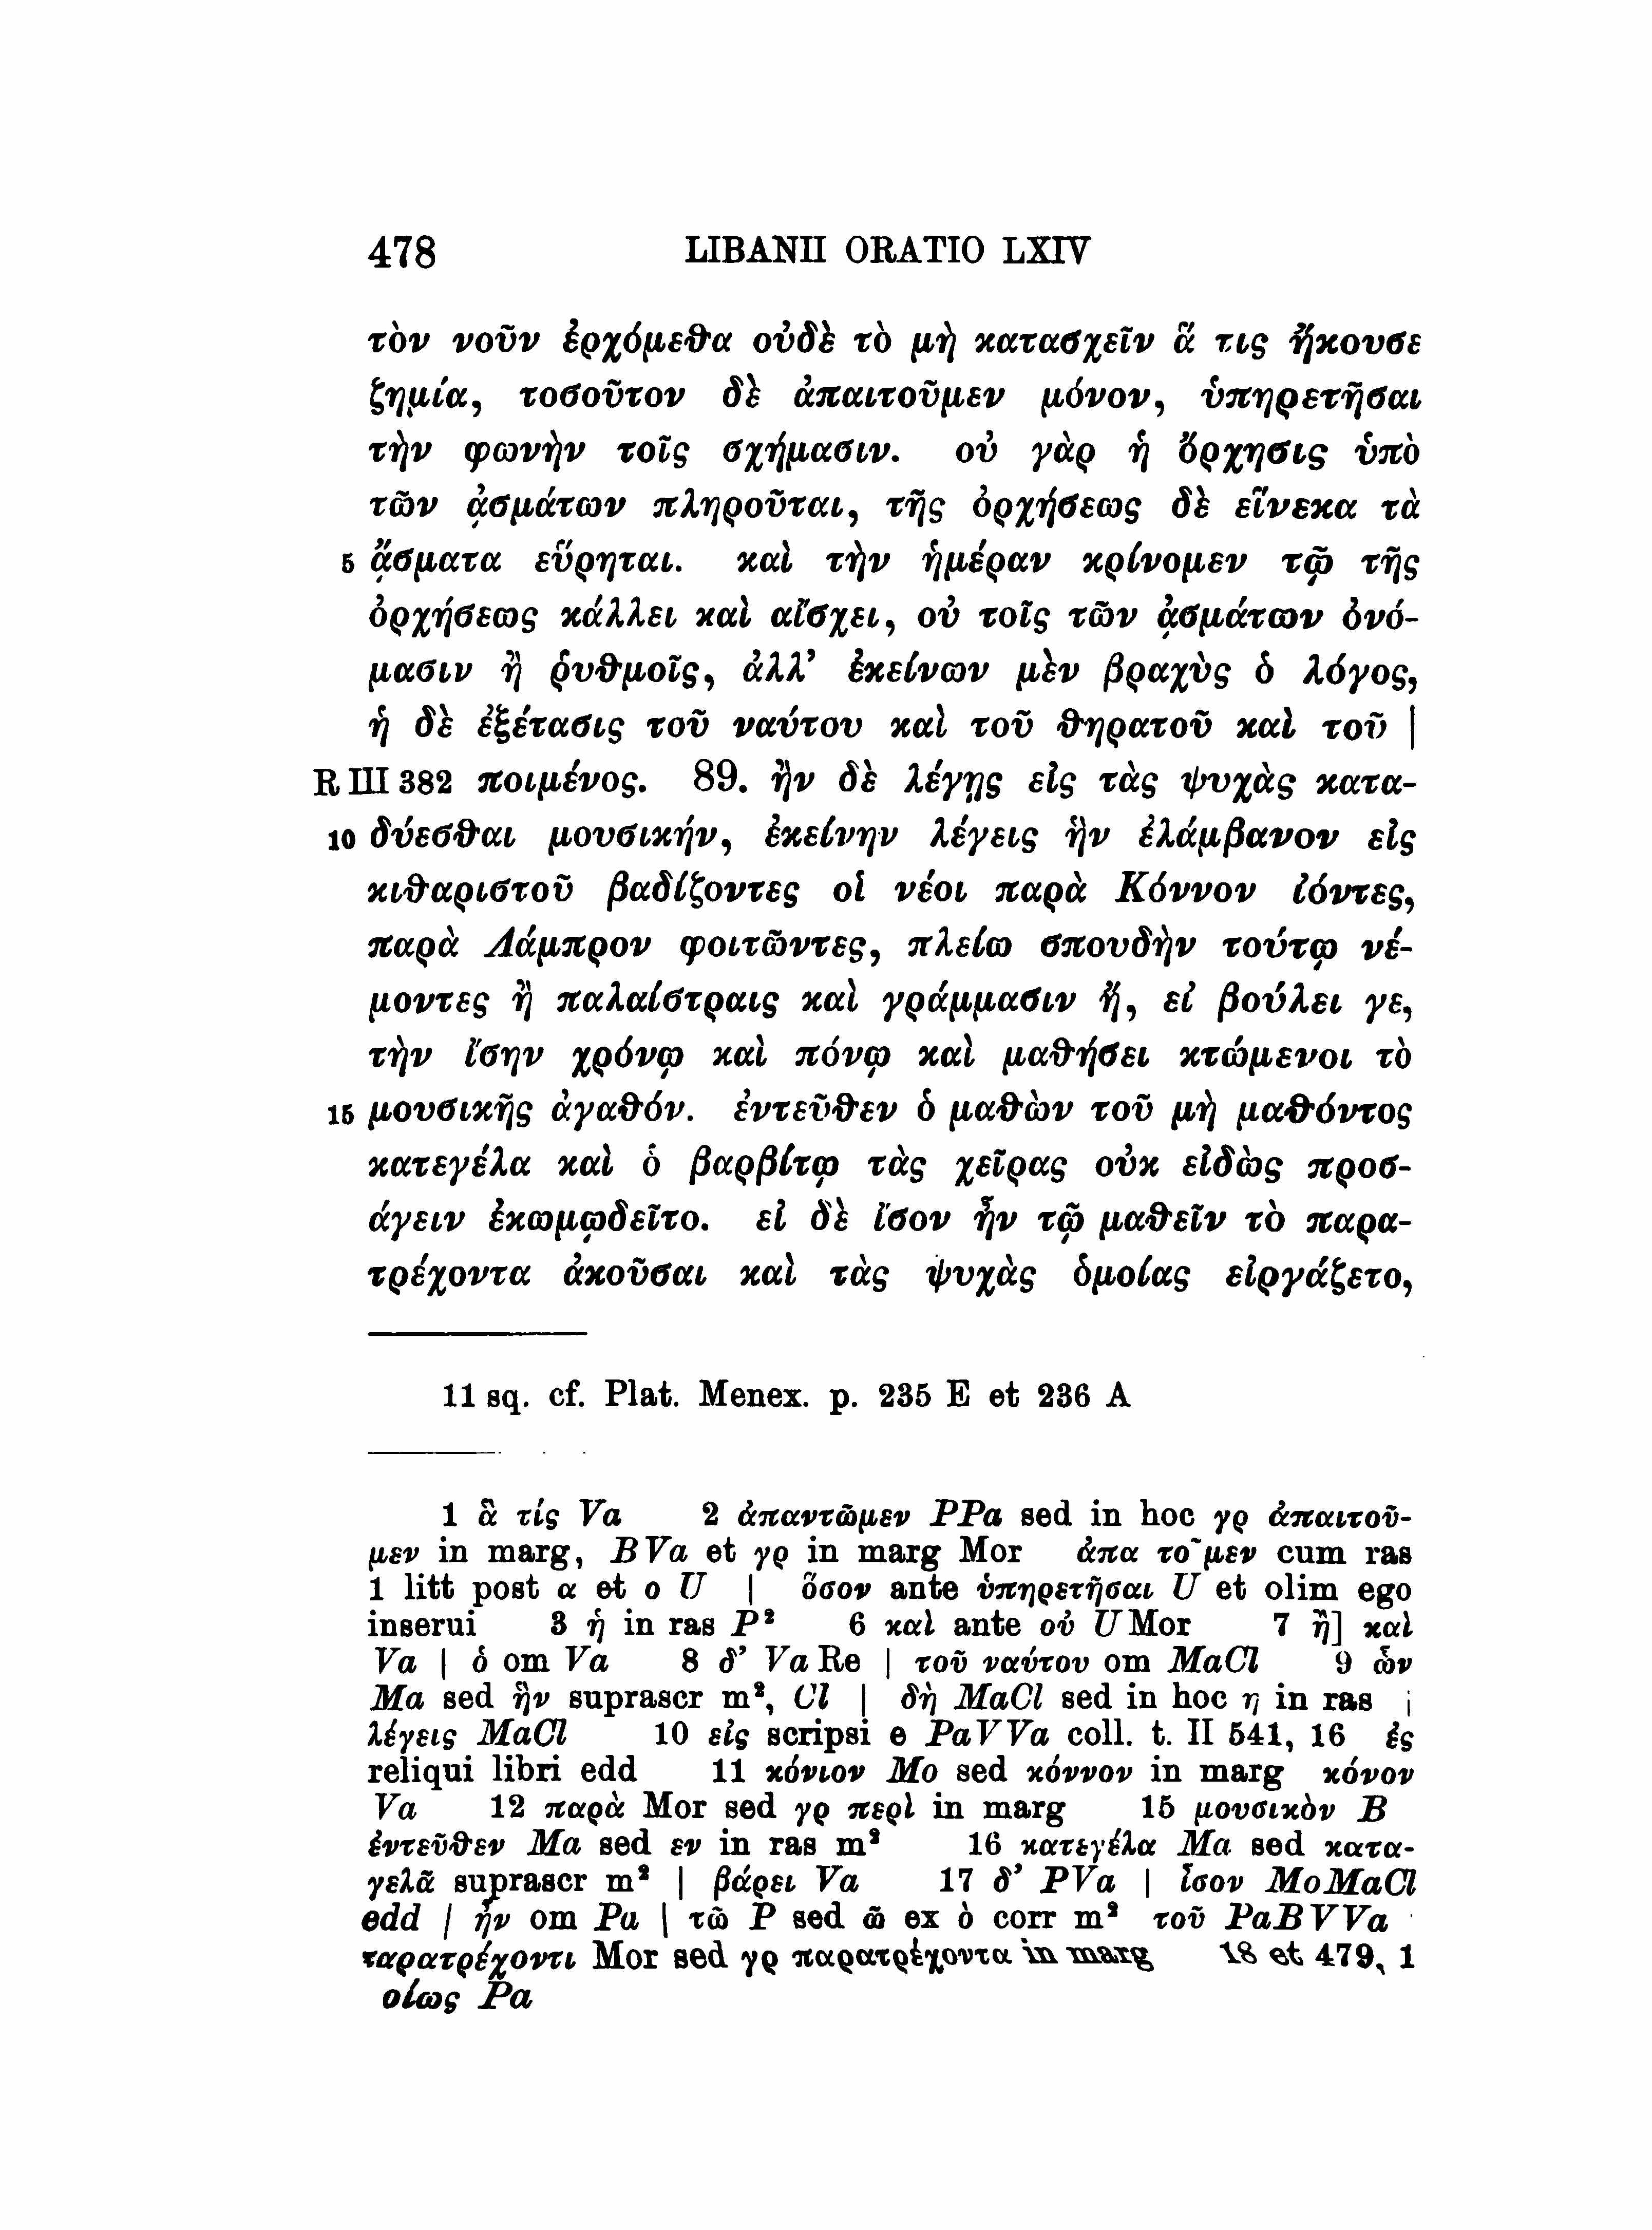 478 LIBANII ORATIO LXIV
τὸν νοῦν ἐρχόμεθα οὐδὲ τὸ μὴ κατασχεῖν ἅ τις ἤκουσε
ζημία, τοσοῦτον δὲ ἀπαιτοῦμεν μόνον, ὑπηρετῆσαι
τὴν φωνὴν τοῖς σχήμασιν. οὐ γὰρ ἡ ὄρχησις ὑπὸ
τῶν ᾀσμάτων πληροῦται, τῆς ὀρχήσεως δὲ εἵνεκα τὰ
5 ᾄσματα εὕρηται. καὶ τὴν ἡμέραν κρίνομεν τῷ τῆς
ὀρχήσεως κάλλει καὶ αἴσχει, οὐ τοῖς τῶν ᾀσμάτων ὀνό-
μασιν ἢ ῥυθμοῖς, ἀλλ’ ἐκείνων μὲν βραχὺς ὁ λόγος,
ἡ δὲ ἐξέτασις τοῦ ναύτου καὶ τοῦ θηρατοῦ καὶ τοῦ |
R III 382 ποιμένος. 89. ἢν δὲ λέγῃς εἰς τὰς ψυχὰς κατα-
10 δύεσθαι μουσικήν, ἐκείνην λέγεις ἣν ἐλάμβανον εἰς
κιθαριστοῦ βαδίζοντες οἱ νέοι παρὰ Κόννον ἰόντες,
παρὰ Λάμπρον φοιτῶντες, πλείω σπουδὴν τούτῳ νέ-
μοντες ἢ παλαίστραις καὶ γράμμασιν ἤ, εἰ βούλει γε,
τὴν ἴσην χρόνῳ καὶ πόνῳ καὶ μαθήσει κτώμενοι τὸ
15 μουσικῆς ἀγαθόν. ἐντεῦθεν ὁ μαθὼν τοῦ μὴ μαθόντος
κατεγέλα καὶ ὁ βαρβίτῳ τὰς χεῖρας οὐκ εἰδὼς προσ-
άγειν ἐκωμῳδεῖτο. εἰ δὲ ἴσον ἦν τῷ μαθεῖν τὸ παρα-
τρέχοντα ἀκοῦσαι καὶ τὰς ψυχὰς ὁμοίας εἰργάζετο,
11 sq. cf. Plat. Menex. p. 235 E et 236 A
1 ἃ τίς Va 2 ἀπαντῶμεν PPa sed in hoc γρ ἀπαιτοῦ-
μεν in marg, BVa et γρ in marg Mor ἀπα το῀μεν cum ras
1 litt post α et ο U | ὅσον ante ὑπηρετῆσαι U et olim ego
inserui 3 ἡ in ras P² 6 καὶ ante οὐ U Mor 7 ἢ] καὶ
Va | ὁ om Va 8 δ’ Va Re | τοῦ ναύτου om MaCl 9 ὧν
Ma sed ἣν suprascr m², Cl | δὴ MaCl sed in hoc η in ras |
λέγεις MaCl 10 εἰς scripsi e PaVVa coll. t. II 541, 16 ἐς
reliqui libri edd 11 κόνιον Mo sed κόννον in marg κόνον
Va 12 παρὰ Mor sed γρ περὶ in marg 15 μουσικὸν B
ἐντεῦθεν Ma sed εν in ras m² 16 κατεγέλα Ma sed κατα-
γελᾶ suprascr m² | βάρει Va 17 δ’ PVa | ἶσον MoMaCl
edd | ἦν om Pa | τῶ P sed ῶ ex ὸ corr m² τοῦ PaBVVa
παρατρέχοντι Mor sed γρ παρατρέχοντα in marg 18 et 479, 1
οίως Pa